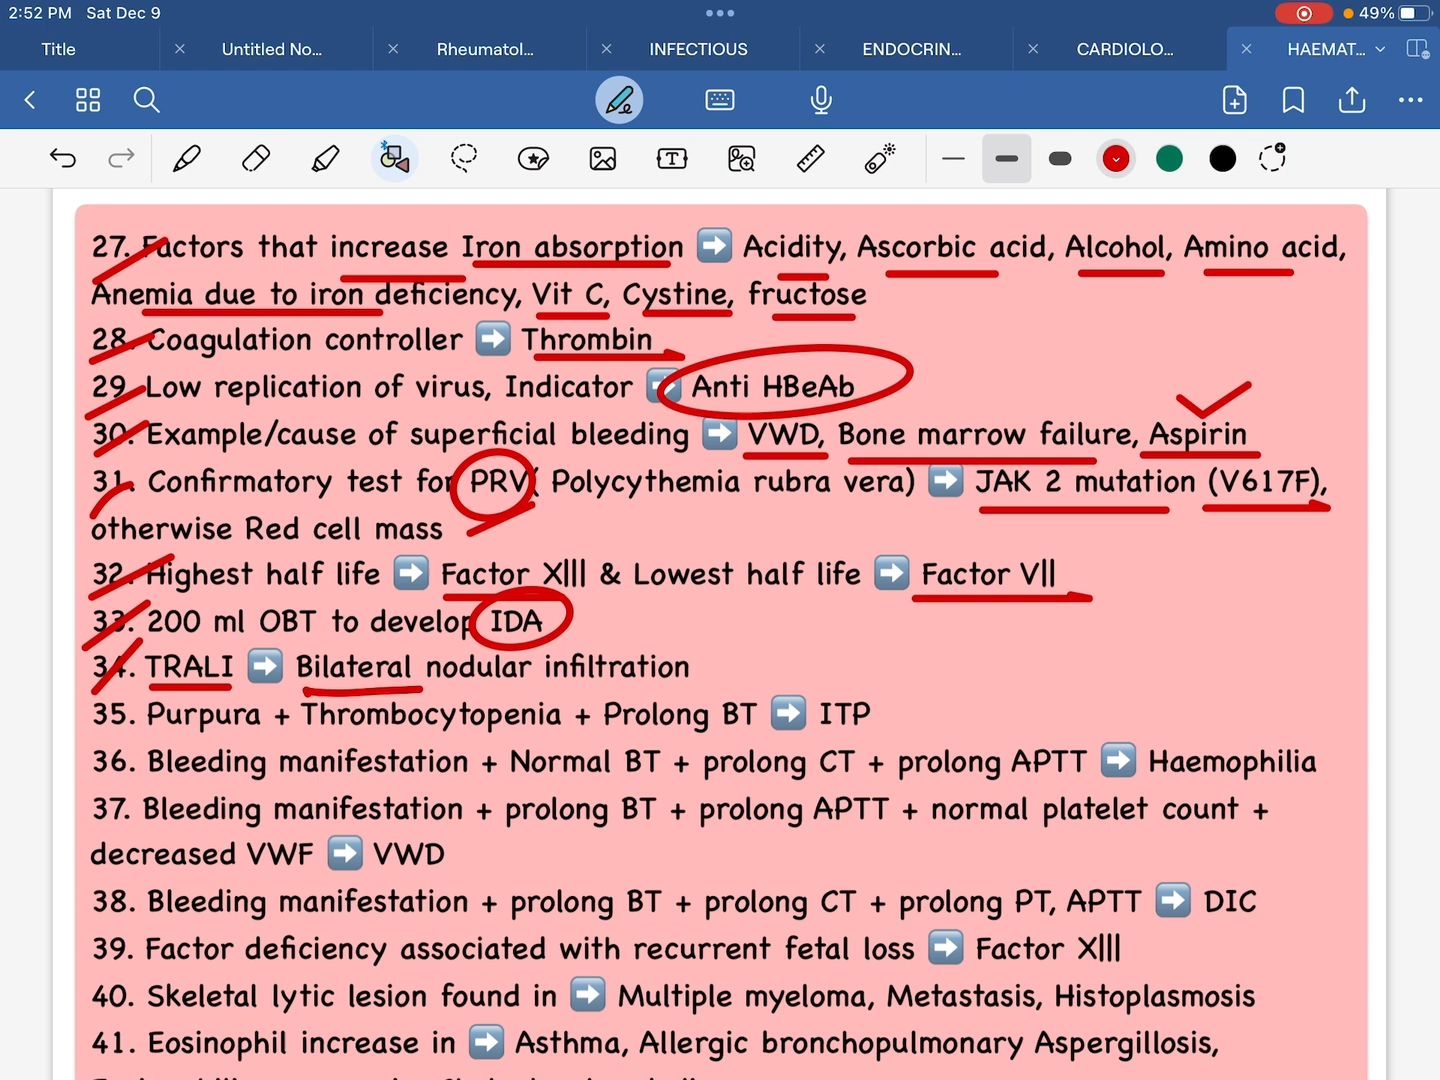 2:52 PM Sat Dec 9
49%
Title
Untitled No...
Rheumatol...
INFECTIOUS
ENDOCRIN...
CARDIOLO...
HAEMAT...
27. Factors that increase Iron absorption ➡ Acidity, Ascorbic acid, Alcohol, Amino acid,
Anemia due to iron deficiency, Vit C, Cystine, fructose
28. Coagulation controller ➡ Thrombin
29. Low replication of virus, Indicator ➡ Anti HBeAb
30. Example/cause of superficial bleeding ➡ VWD, Bone marrow failure, Aspirin
31. Confirmatory test for PRV( Polycythemia rubra vera) ➡ JAK 2 mutation (V617F),
otherwise Red cell mass
32. Highest half life ➡ Factor Xlll & Lowest half life ➡ Factor Vll
33. 200 ml OBT to develop IDA
34. TRALI ➡ Bilateral nodular infiltration
35. Purpura + Thrombocytopenia + Prolong BT ➡ ITP
36. Bleeding manifestation + Normal BT + prolong CT + prolong APTT ➡ Haemophilia
37. Bleeding manifestation + prolong BT + prolong APTT + normal platelet count +
decreased VWF ➡ VWD
38. Bleeding manifestation + prolong BT + prolong CT + prolong PT, APTT ➡ DIC
39. Factor deficiency associated with recurrent fetal loss ➡ Factor Xlll
40. Skeletal lytic lesion found in ➡ Multiple myeloma, Metastasis, Histoplasmosis
41. Eosinophil increase in ➡ Asthma, Allergic bronchopulmonary Aspergillosis,